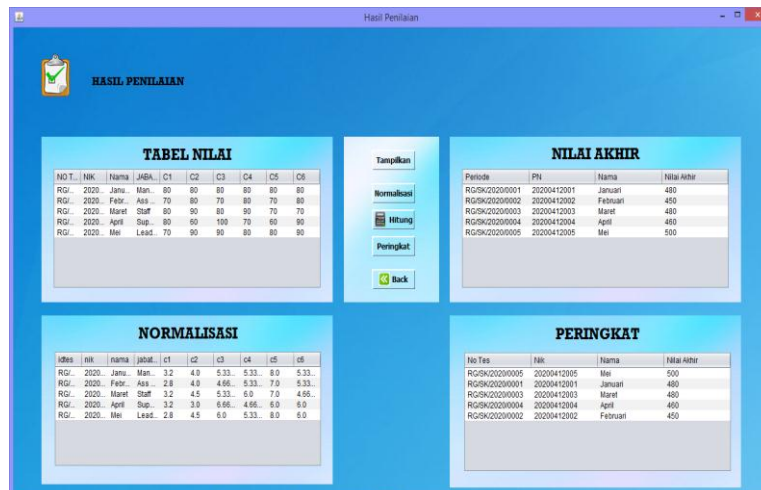 Hasil Penilaian
HASIL PENILAIAN
TABEL NILAI
NO T... NIK Nama JABA... C1 C2 C3 C4 C5 C6
RG/... 2020... Janu... Man... 80 80 80 80 80 80
RG/... 2020... Febr... Ass ... 70 80 70 80 70 80
RG/... 2020... Maret Staff 80 90 80 90 70 70
RG/... 2020... April Sup... 80 60 100 70 60 90
RG/... 2020... Mei Lead... 70 90 90 80 80 90
Tampilkan
Normalisasi
Hitung
Peringkat
Back
NILAI AKHIR
Periode PN Nama Nilai Akhir
RG/SK/2020/0001 20200412001 Januari 480
RG/SK/2020/0002 20200412002 Februari 450
RG/SK/2020/0003 20200412003 Maret 480
RG/SK/2020/0004 20200412004 April 460
RG/SK/2020/0005 20200412005 Mei 500
NORMALISASI
idtes nik nama jabat... c1 c2 c3 c4 c5 c6
RG/... 2020... Janu... Man... 3.2 4.0 5.33... 5.33... 8.0 5.33...
RG/... 2020... Febr... Ass ... 2.8 4.0 4.66... 5.33... 7.0 5.33...
RG/... 2020... Maret Staff 3.2 4.5 5.33... 6.0 7.0 4.66...
RG/... 2020... April Sup... 3.2 3.0 6.66... 4.66... 6.0 6.0
RG/... 2020... Mei Lead... 2.8 4.5 6.0 5.33... 8.0 6.0
PERINGKAT
No Tes Nik Nama Nilai Akhir
RG/SK/2020/0005 20200412005 Mei 500
RG/SK/2020/0001 20200412001 Januari 480
RG/SK/2020/0003 20200412003 Maret 480
RG/SK/2020/0004 20200412004 April 460
RG/SK/2020/0002 20200412002 Februari 450